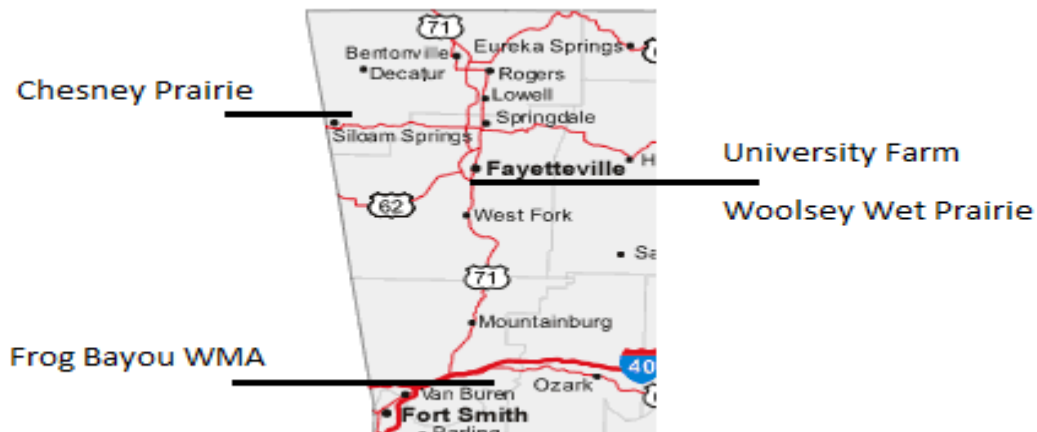 71
Bentonville
Eureka Springs
Decatur
Rogers
Lowell
Chesney Prairie
Springdale
Siloam Springs
Fayetteville
University Farm
62
Woolsey Wet Prairie
West Fork
71
Mountainburg
Frog Bayou WMA
40
Ozark
Van Buren
Fort Smith